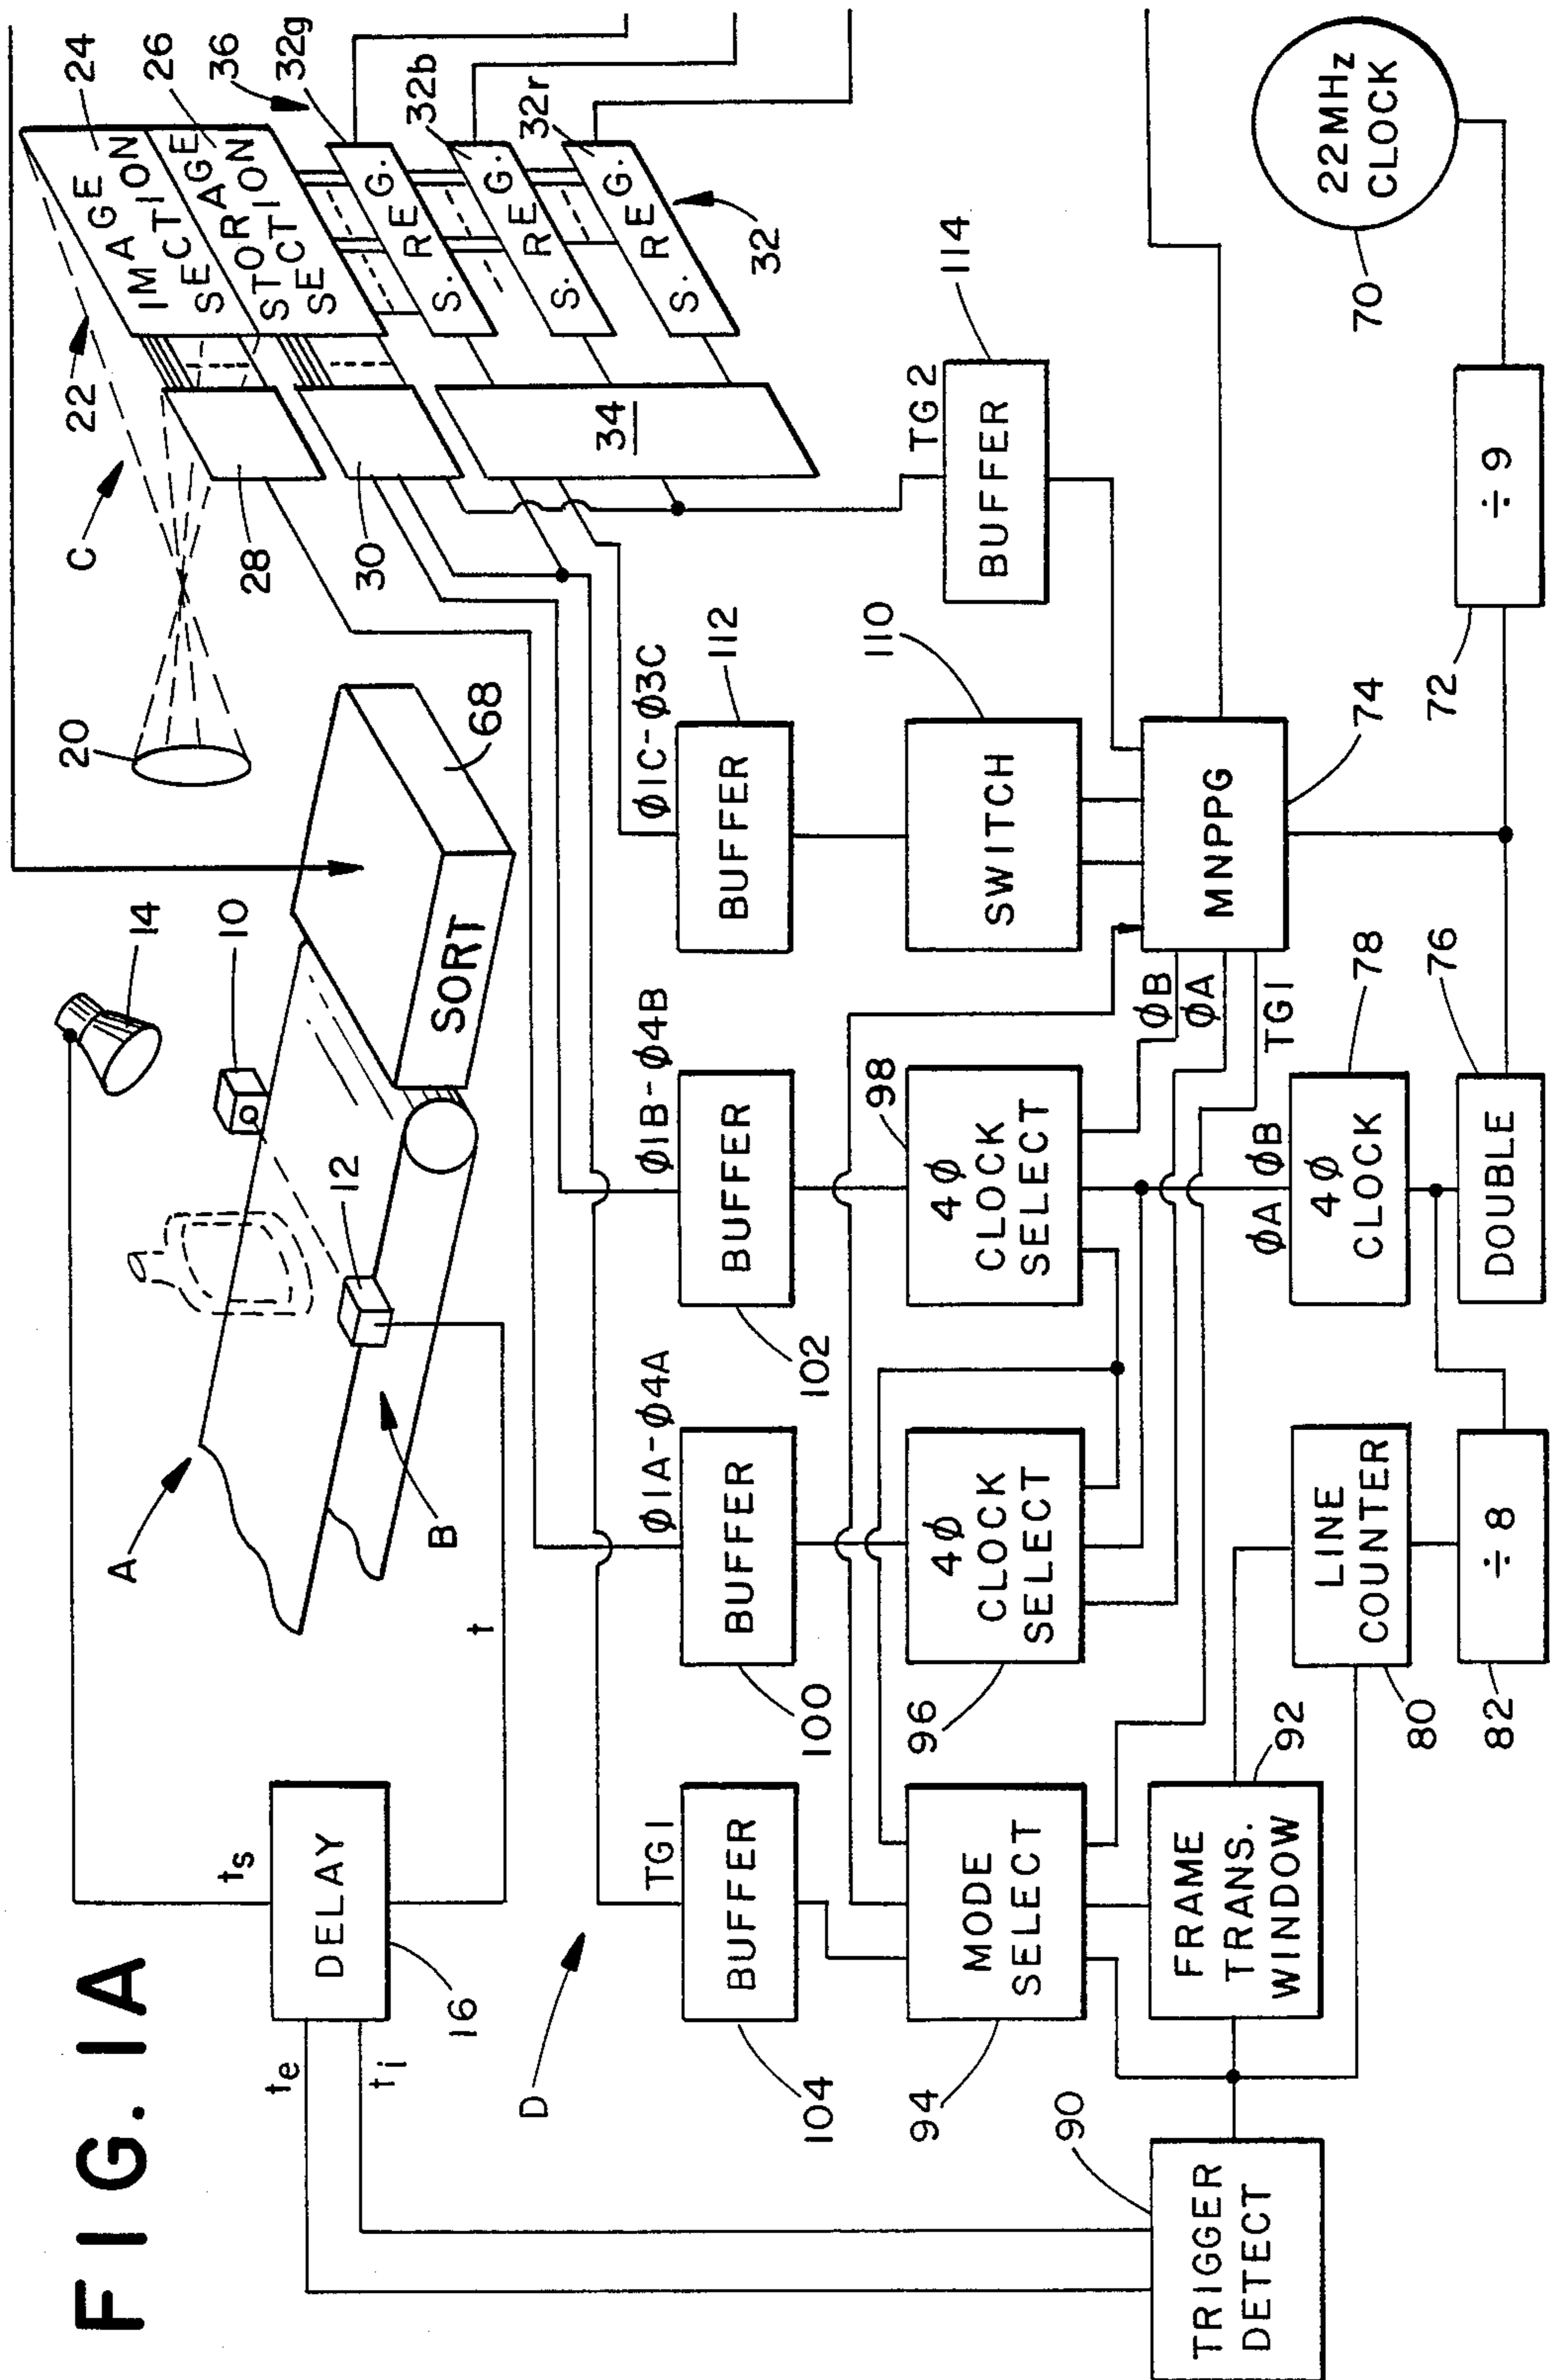 FIG. 1A
A
B
C
D
t
ts
te
ti
DELAY
16
14
10
12
20
22
24
26
36
32g
32b
32r
32
28
30
34
IMAGE
SECTION
STORAGE
SECTION
S. REG.
S. REG.
S. REG.
SORT
68
TG1
BUFFER
104
ø1A-ø4A
BUFFER
100
ø1B-ø4B
BUFFER
102
ø1C-ø3C
BUFFER
112
TG2
BUFFER
114
MODE
SELECT
94
4ø
CLOCK
SELECT
96
4ø
CLOCK
SELECT
98
SWITCH
110
TRIGGER
DETECT
90
FRAME
TRANS.
WINDOW
92
LINE
COUNTER
80
÷8
82
øA øB
4ø
CLOCK
78
DOUBLE
76
øB
øA
TG1
MNPPG
74
÷9
72
22MHz
CLOCK
70